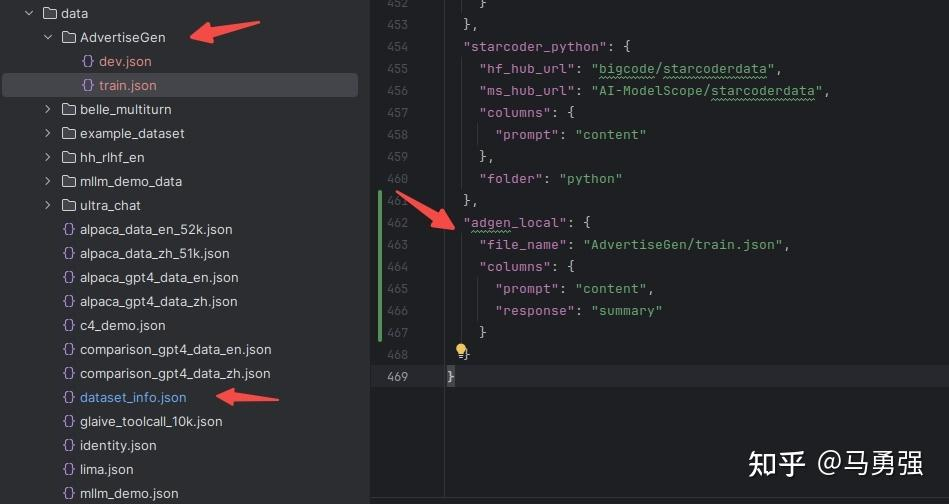 data
AdvertiseGen
dev.json
train.json
belle_multiturn
example_dataset
hh_rlhf_en
mllm_demo_data
ultra_chat
alpaca_data_en_52k.json
alpaca_data_zh_51k.json
alpaca_gpt4_data_en.json
alpaca_gpt4_data_zh.json
c4_demo.json
comparison_gpt4_data_en.json
comparison_gpt4_data_zh.json
dataset_info.json
glaive_toolcall_10k.json
identity.json
lima.json
mllm_demo.json
452 }
453 },
454 "starcoder_python": {
455 "hf_hub_url": "bigcode/starcoderdata",
456 "ms_hub_url": "AI-ModelScope/starcoderdata",
457 "columns": {
458 "prompt": "content"
459 },
460 "folder": "python"
461 },
462 "adgen_local": {
463 "file_name": "AdvertiseGen/train.json",
464 "columns": {
465 "prompt": "content",
466 "response": "summary"
467 }
468 }
469 }
知乎 @马勇强